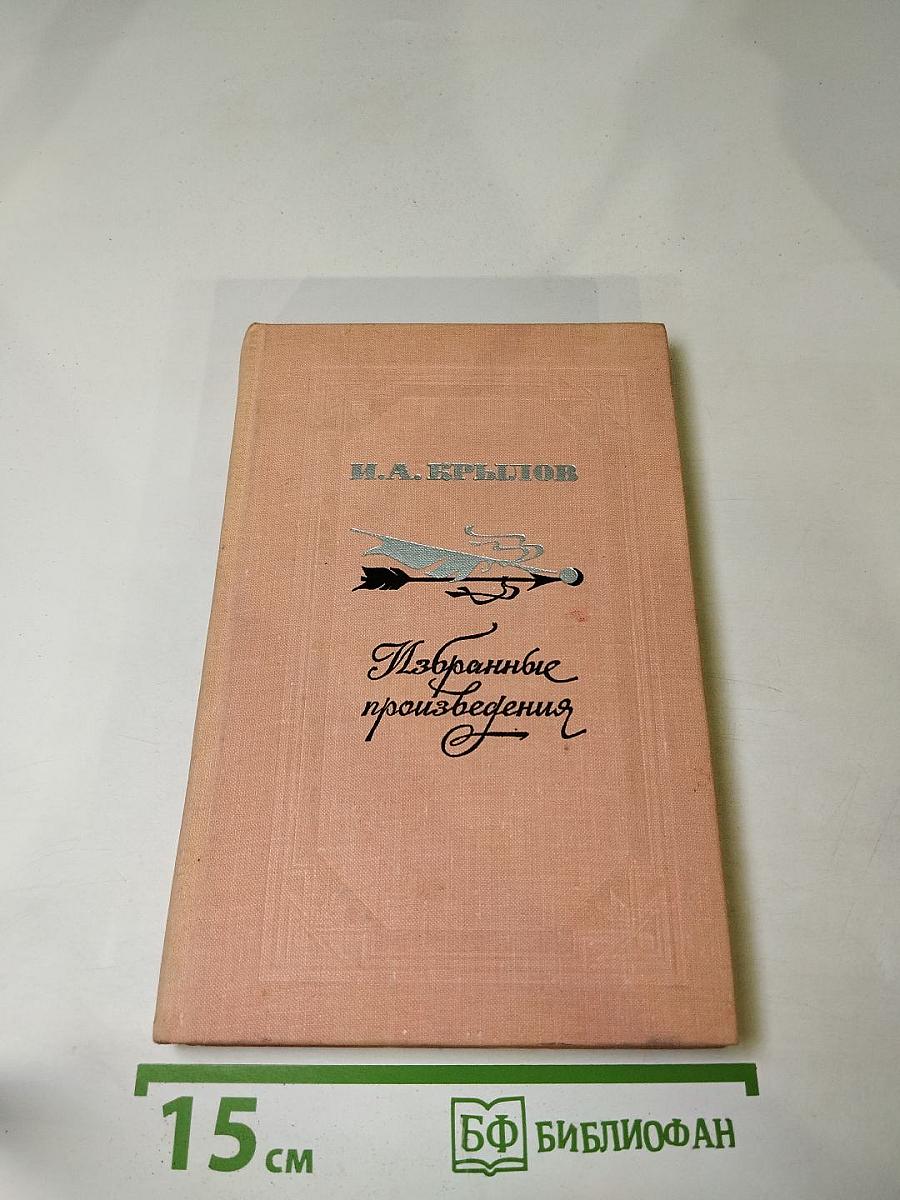 И.А. КРЫЛОВ
Избранные
произведения
15 см
БФ БИБЛИОФАН